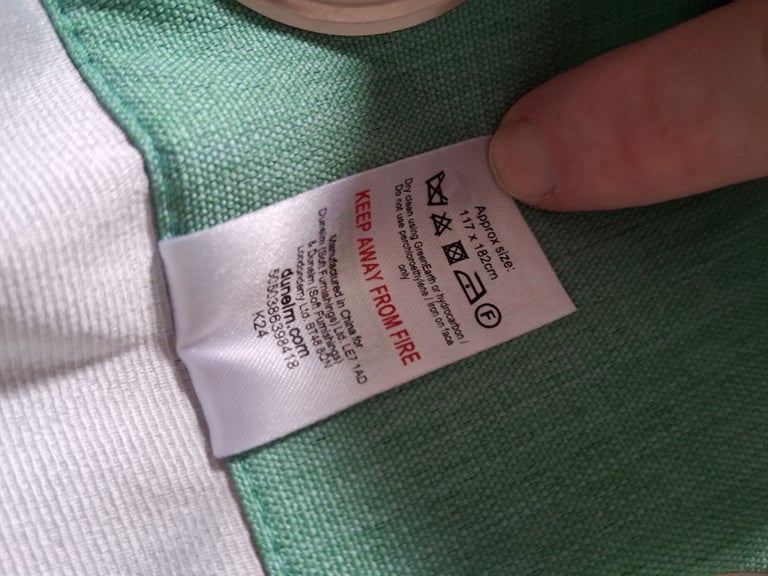 Approx size:
117 x 182cm
F
Dry clean using GreenEarth or hydrocarbon /
Do not use perchloroethylene / Iron on face
only
KEEP AWAY FROM FIRE
Manufactured in China for
Dunelm (Soft Furnishings) Ltd. LE7 1AD
& Dunelm (Soft Furnishings)
Londonderry Ltd. BT48 8QN
dunelm.com
5050386398418
K24